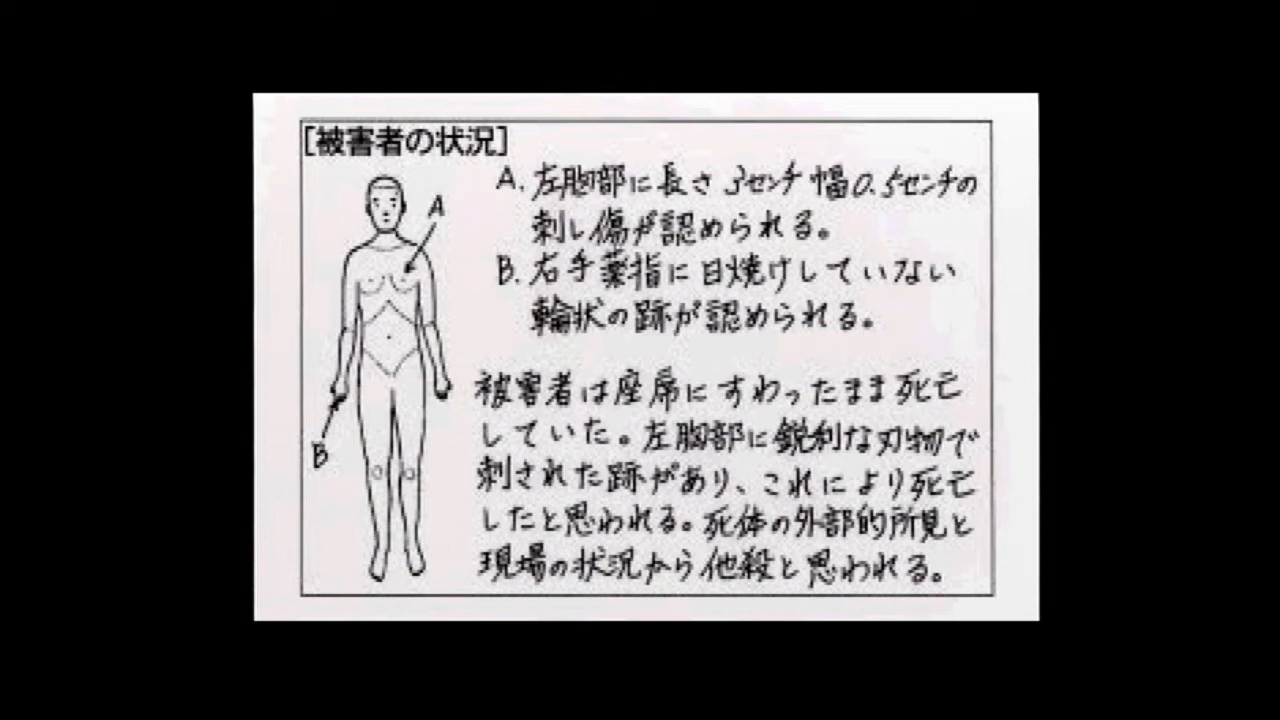 [被害者の状況]
A. 左胸部に長さ3センチ幅0.5センチの
刺し傷が認められる。
B. 右手薬指に日焼けしていない
輪状の跡が認められる。
A
B
被害者は座席にすわったまま死亡
していた。左胸部に鋭利な刃物で
刺された跡があり、これにより死亡
したと思われる。死体の外部的所見と
現場の状況から他殺と思われる。